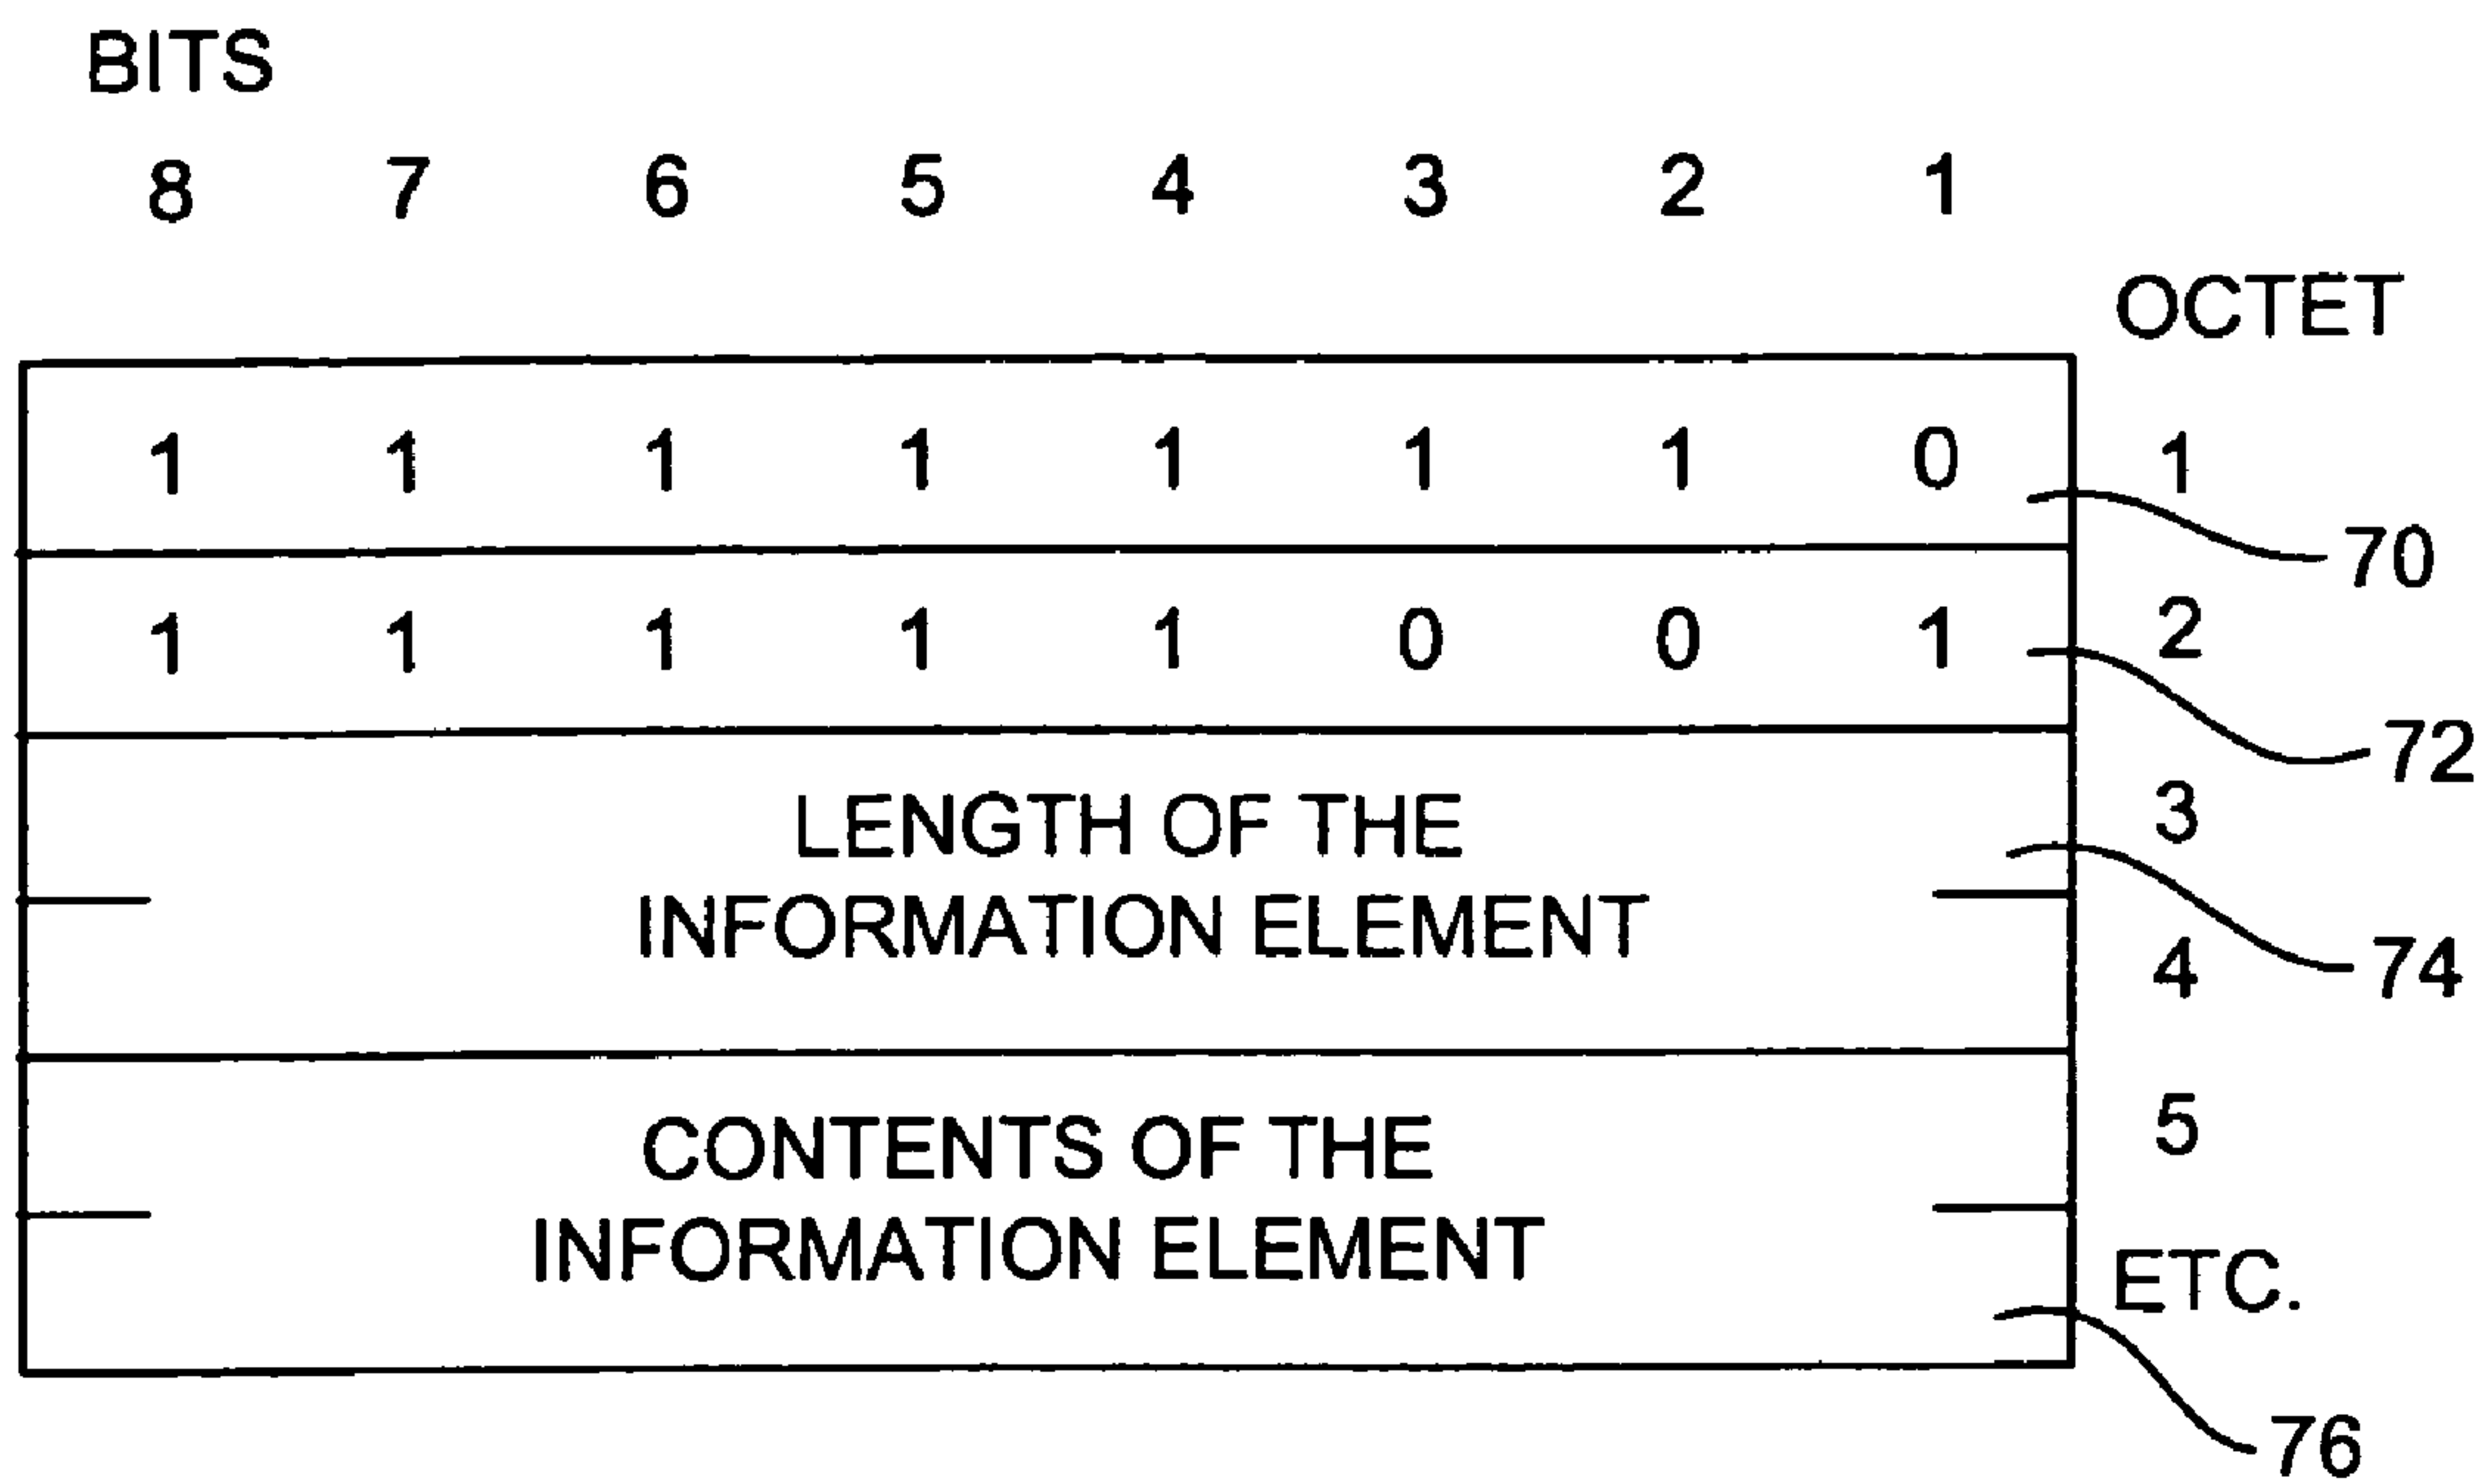 BITS
8 7 6 5 4 3 2 1
OCTET
1 1 1 1 1 1 1 0 1
70
1 1 1 1 1 0 0 1 2
72
LENGTH OF THE 3
INFORMATION ELEMENT
4 74
CONTENTS OF THE 5
INFORMATION ELEMENT
ETC.
76